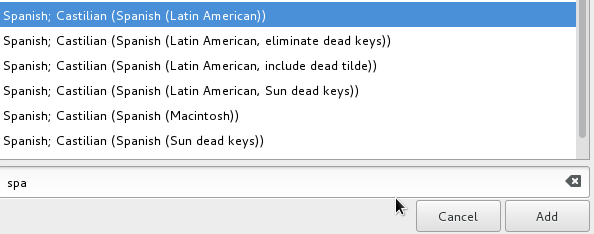 Spanish; Castilian (Spanish (Latin American))
Spanish; Castilian (Spanish (Latin American, eliminate dead keys))
Spanish; Castilian (Spanish (Latin American, include dead tilde))
Spanish; Castilian (Spanish (Latin American, Sun dead keys))
Spanish; Castilian (Spanish (Macintosh))
Spanish; Castilian (Spanish (Sun dead keys))
spa
Cancel Add